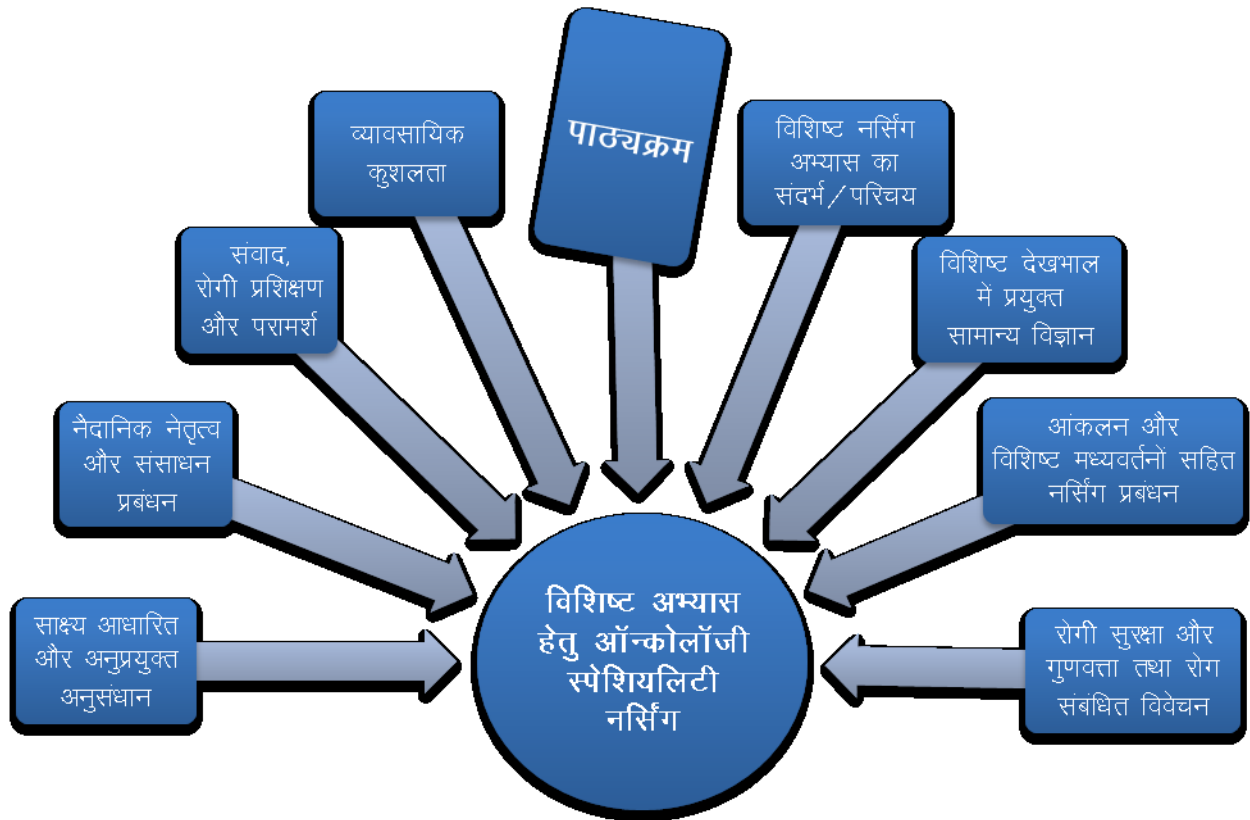 पाठ्यक्रम
व्यावसायिक
कुशलता
विशिष्ट नर्सिंग
अभ्यास का
संदर्भ/परिचय
संवाद,
रोगी प्रशिक्षण
और परामर्श
विशिष्ट देखभाल
में प्रयुक्त
सामान्य विज्ञान
नैदानिक नेतृत्व
और संसाधन
प्रबंधन
आंकलन और
विशिष्ट मध्यवर्तनों सहित
नर्सिंग प्रबंधन
साक्ष्य आधारित
और अनुप्रयुक्त
अनुसंधान
विशिष्ट अभ्यास
हेतु ऑन्कोलॉजी
स्पेशियलिटी
नर्सिंग
रोगी सुरक्षा और
गुणवत्ता तथा रोग
संबंधित विवेचन